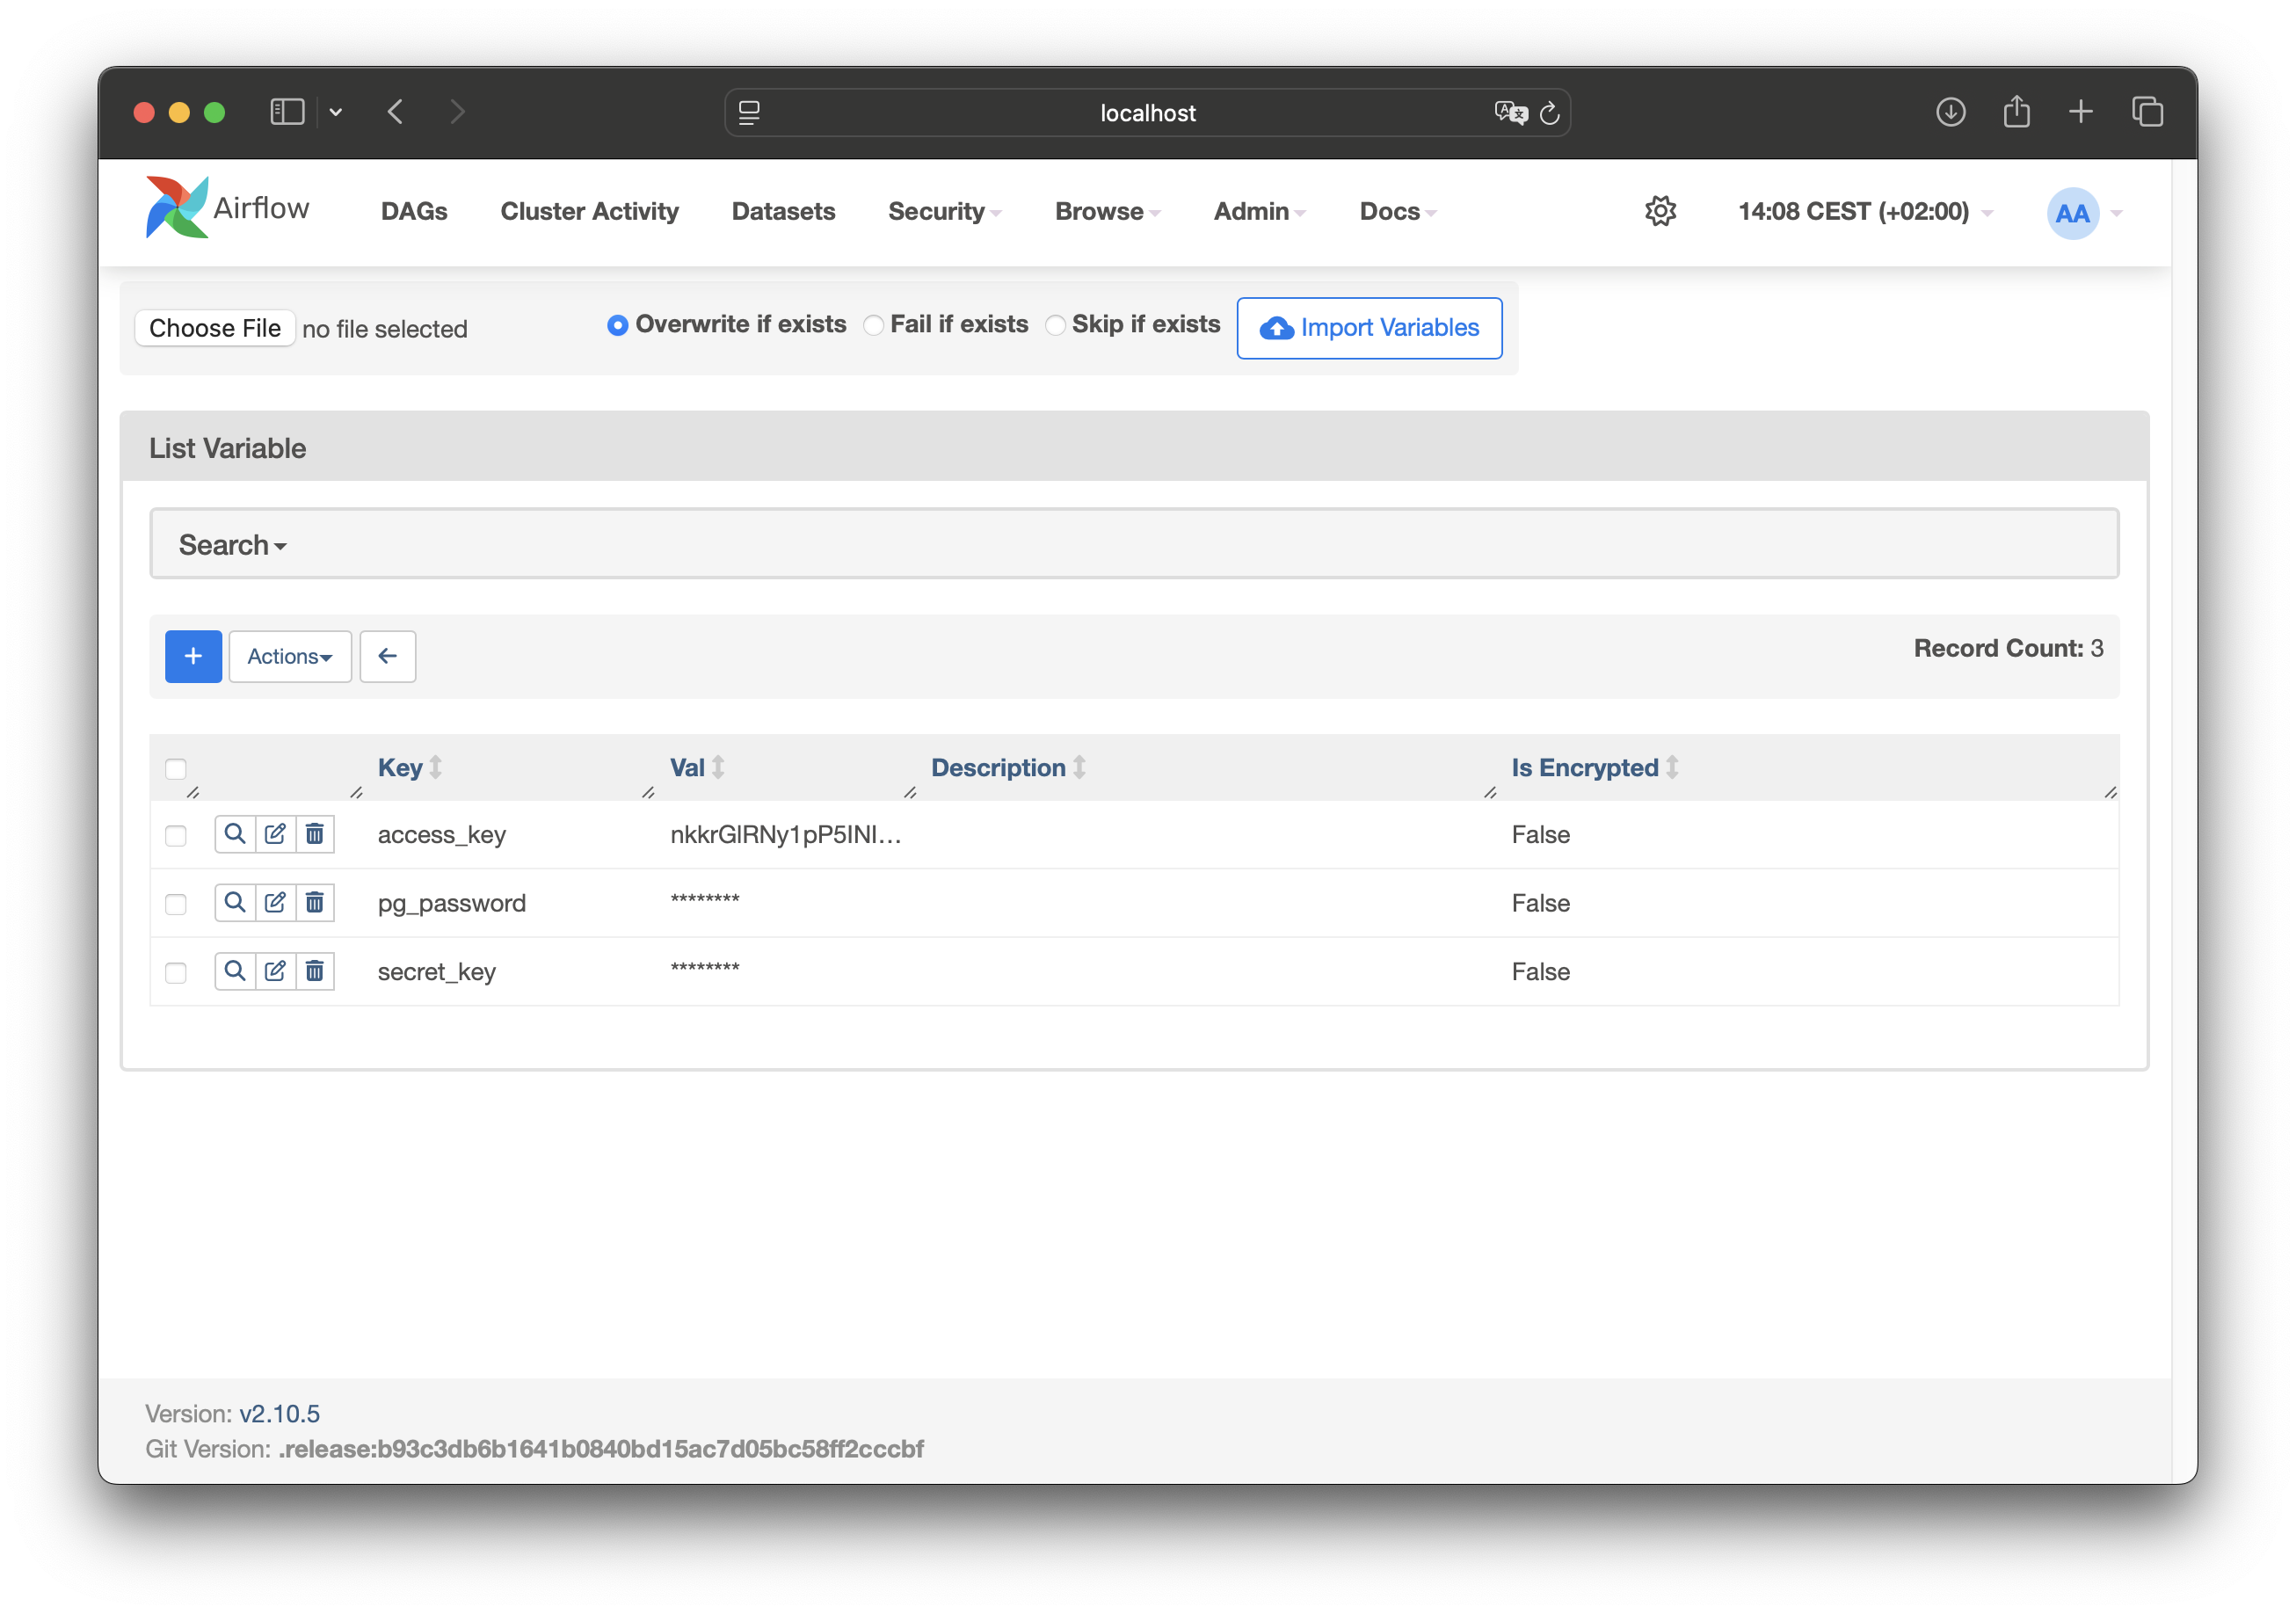 localhost
Airflow DAGs Cluster Activity Datasets Security Browse Admin Docs 14:08 CEST (+02:00) AA
Choose File no file selected Overwrite if exists Fail if exists Skip if exists Import Variables
List Variable
Search
+ Actions Record Count: 3
Key Val Description Is Encrypted
access_key nkkrGlRNy1pP5INl... False
pg_password ******** False
secret_key ******** False
Version: v2.10.5
Git Version: .release:b93c3db6b1641b0840bd15ac7d05bc58ff2cccbf